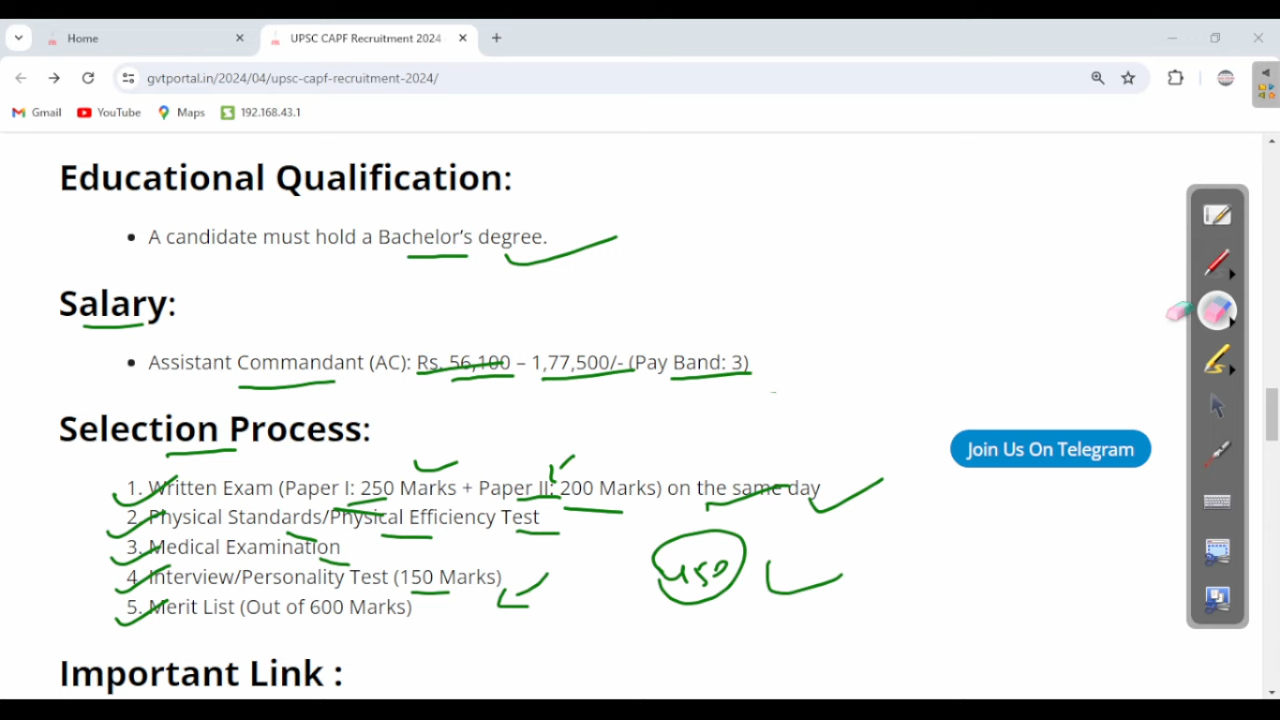 Home
UPSC CAPF Recruitment 2024
gvtportal.in/2024/04/upsc-capf-recruitment-2024/
Gmail YouTube Maps 192.168.43.1
Educational Qualification:
• A candidate must hold a Bachelor's degree.
Salary:
• Assistant Commandant (AC): Rs. 56,100 – 1,77,500/- (Pay Band: 3)
Selection Process:
Join Us On Telegram
1. Written Exam (Paper I: 250 Marks + Paper II: 200 Marks) on the same day
2. Physical Standards/Physical Efficiency Test
3. Medical Examination
450
4. Interview/Personality Test (150 Marks)
5. Merit List (Out of 600 Marks)
Important Link :